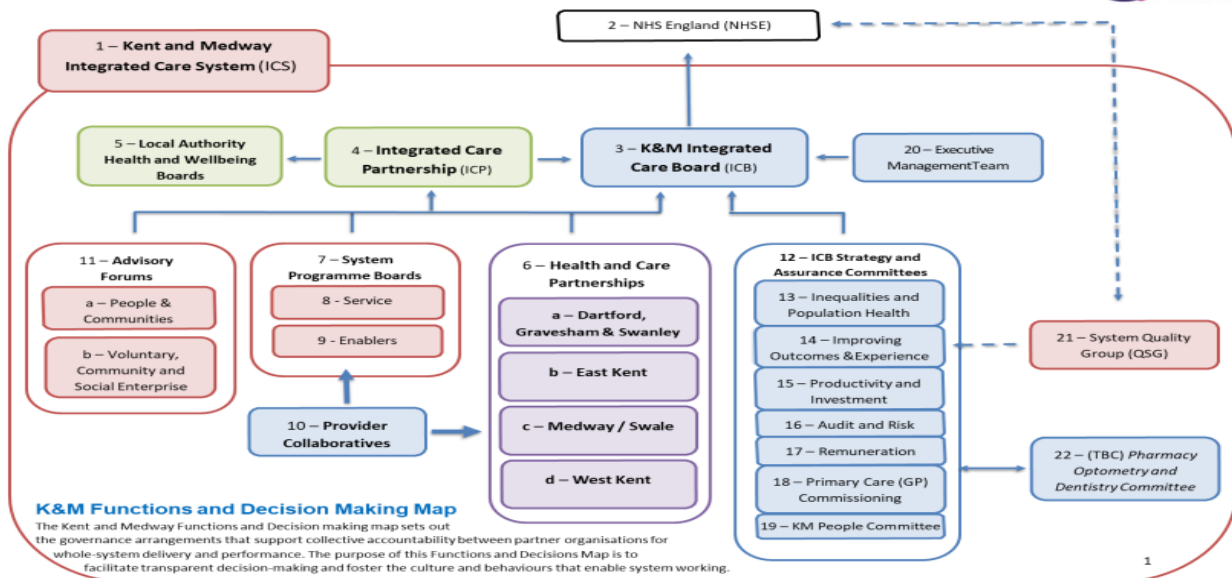 2 – NHS England (NHSE)
1 – Kent and Medway
Integrated Care System (ICS)
5 – Local Authority
Health and Wellbeing
Boards
4 – Integrated Care
Partnership (ICP)
3 – K&M Integrated
Care Board (ICB)
20 – Executive
ManagementTeam
11 – Advisory
Forums
a – People &
Communities
b – Voluntary,
Community and
Social Enterprise
7 – System
Programme Boards
8 - Service
9 - Enablers
10 – Provider
Collaboratives
6 – Health and Care
Partnerships
a – Dartford,
Gravesham & Swanley
b – East Kent
c – Medway / Swale
d – West Kent
12 – ICB Strategy and
Assurance Committees
13 – Inequalities and
Population Health
14 – Improving
Outcomes &Experience
15 – Productivity and
Investment
16 – Audit and Risk
17 – Remuneration
18 – Primary Care (GP)
Commissioning
19 – KM People Committee
21 – System Quality
Group (QSG)
22 – (TBC) Pharmacy
Optometry and
Dentistry Committee
K&M Functions and Decision Making Map
The Kent and Medway Functions and Decision making map sets out
the governance arrangements that support collective accountability between partner organisations for
whole-system delivery and performance. The purpose of this Functions and Decisions Map is to
facilitate transparent decision-making and foster the culture and behaviours that enable system working.
1